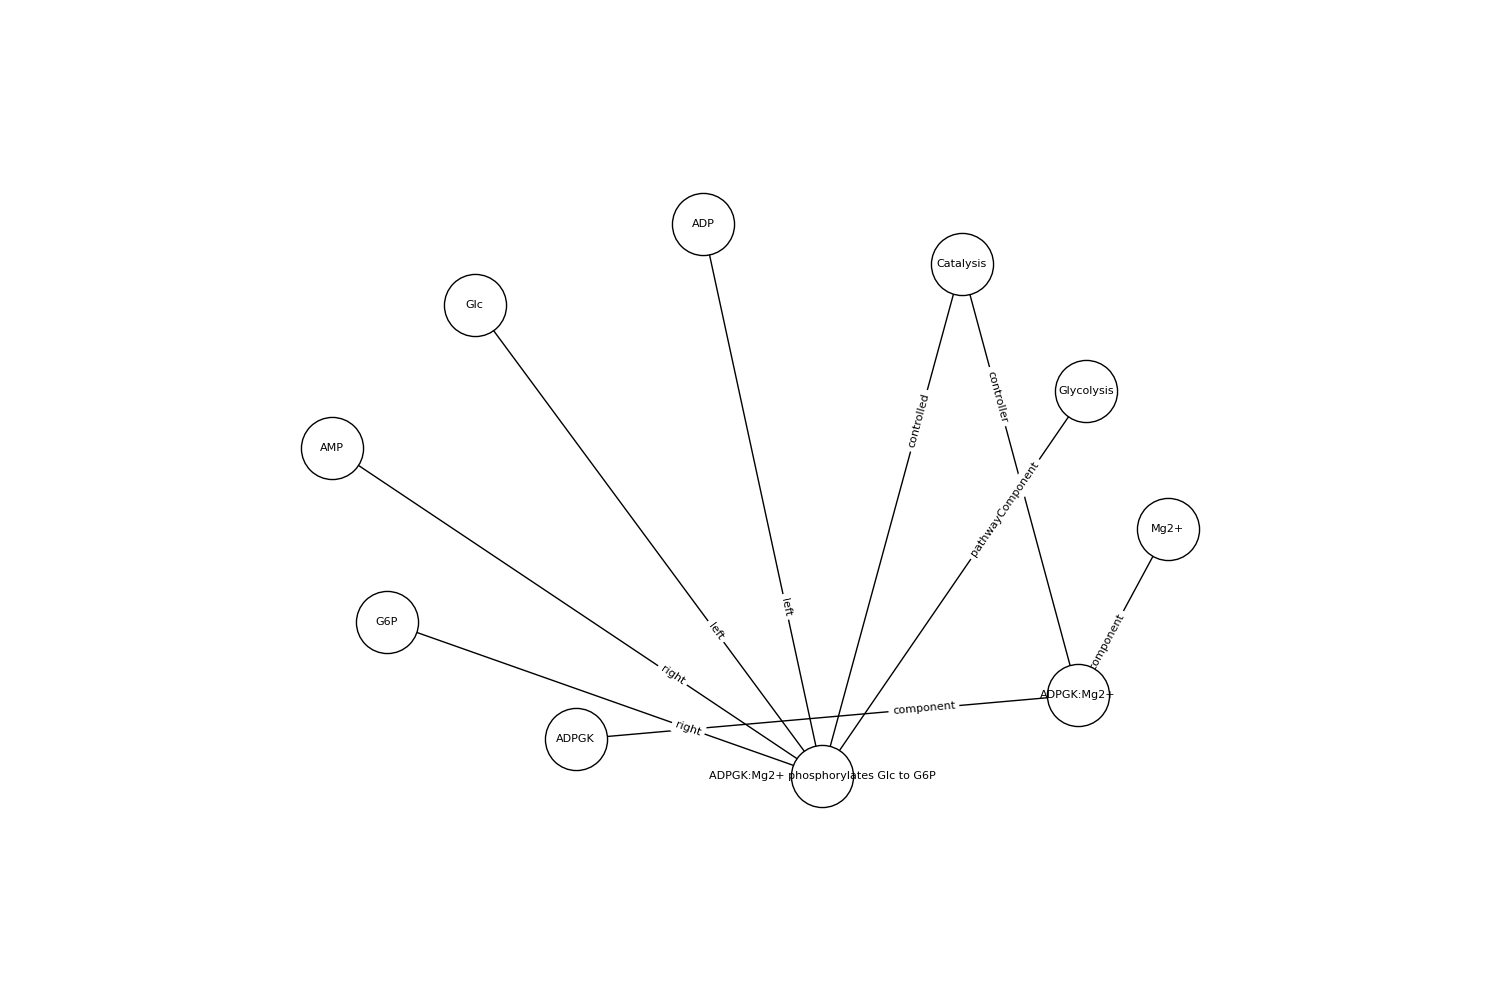 ADP
Catalysis
Glc
controller
Glycolysis
controlled
AMP
pathwayComponent
Mg2+
left
G6P
left
component
right
ADPGK:Mg2+
component
right
ADPGK
ADPGK:Mg2+ phosphorylates Glc to G6P